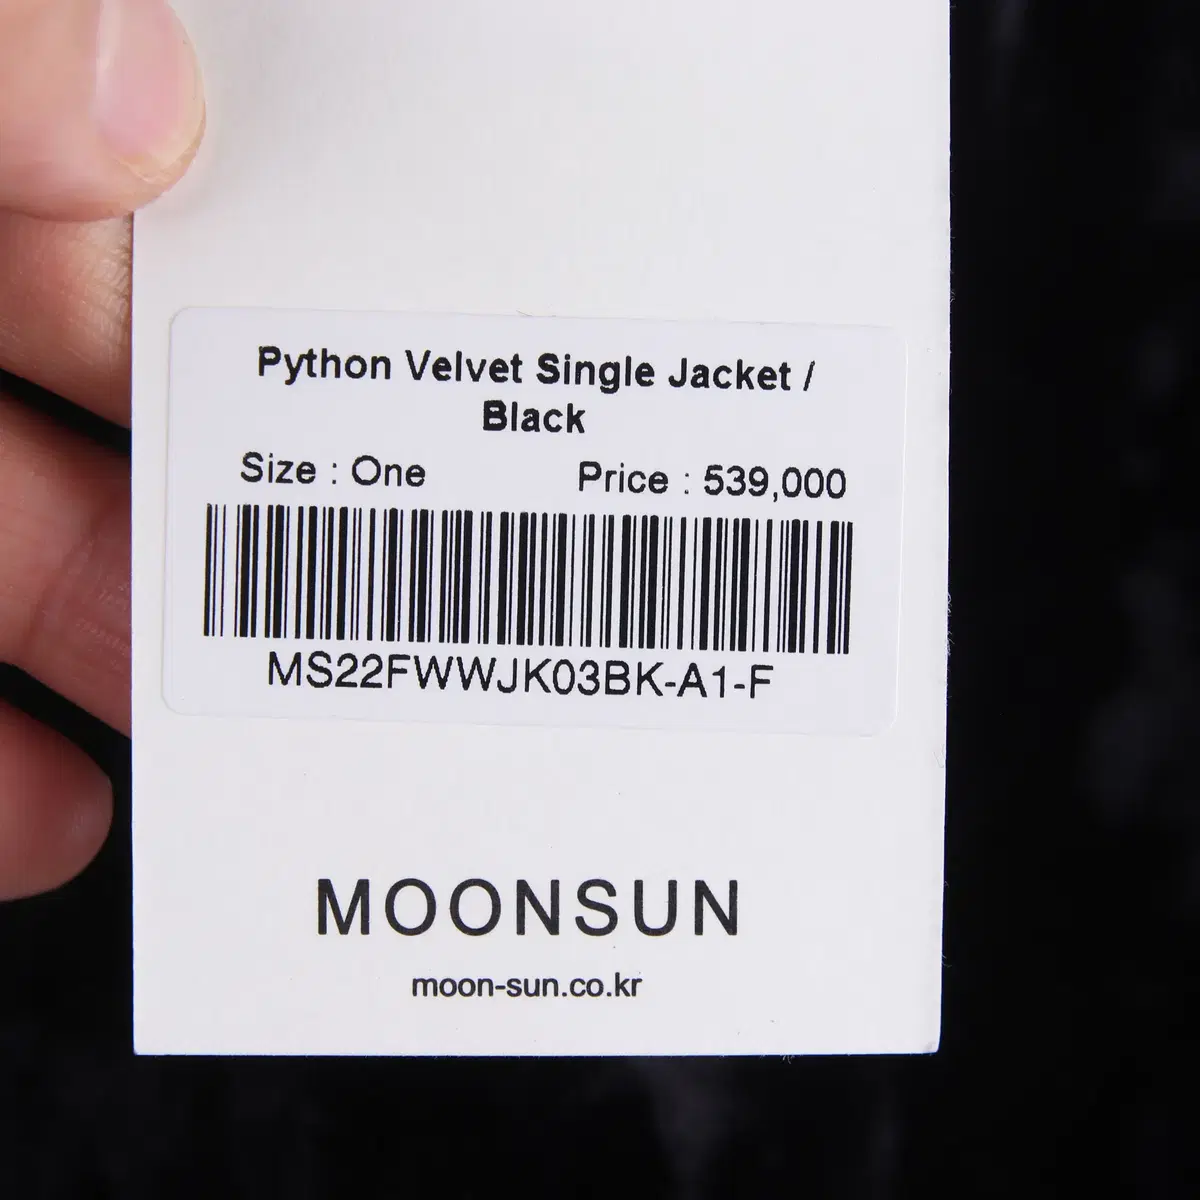 Python Velvet Single Jacket /
Black
Size : One Price : 539,000
MS22FWWJK03BK-A1-F
MOONSUN
moon-sun.co.kr